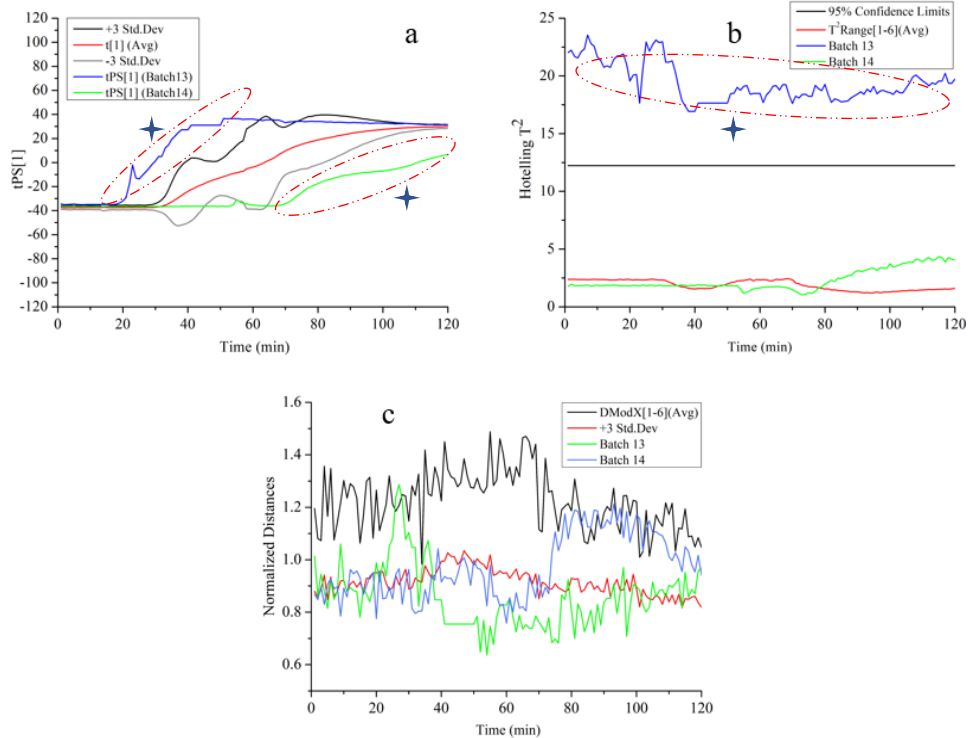 a
+3 Std.Dev
t[1] (Avg)
-3 Std.Dev
tPS[1] (Batch13)
tPS[1] (Batch14)
tPS[1]
120
100
80
60
40
20
0
-20
-40
-60
-80
-100
-120
0 20 40 60 80 100 120
Time (min)
b
95% Confidence Limits
T²Range[1-6](Avg)
Batch 13
Batch 14
Hotelling T²
25
20
15
10
5
0
0 20 40 60 80 100 120
Time (min)
c
DModX[1-6](Avg)
+3 Std.Dev
Batch 13
Batch 14
Normalized Distances
1.6
1.4
1.2
1.0
0.8
0.6
0 20 40 60 80 100 120
Time (min)